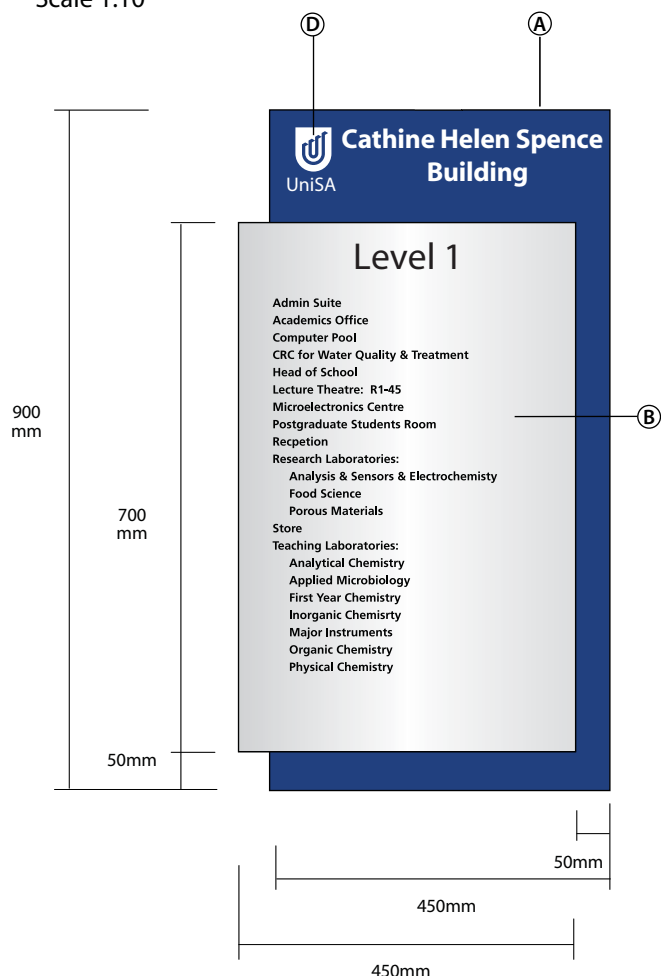 Scale 1:10
D
A
Cathine Helen Spence
Building
UniSA
Level 1
Admin Suite
Academics Office
Computer Pool
CRC for Water Quality & Treatment
Head of School
Lecture Theatre: R1-45
Microelectronics Centre
Postgraduate Students Room
Recpetion
Research Laboratories:
Analysis & Sensors & Electrochemisty
Food Science
Porous Materials
Store
Teaching Laboratories:
Analytical Chemistry
Applied Microbiology
First Year Chemistry
Inorganic Chemisrty
Major Instruments
Organic Chemistry
Physical Chemistry
B
900
mm
700
mm
50mm
50mm
450mm
450mm